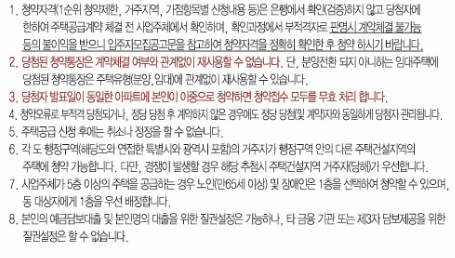 1. 청약자격(1순위 청약제한, 거주지역, 가점항목별 신청내용 등)은 은행에서 확인(검증)하지 않고 당첨자에
한하여 주택공급계약 체결 전 사업주체에서 확인하며, 확인과정에서 부적격자로 판명시 계약체결 불가능
등의 불이익을 받으니 입주자모집공고문을 참고하여 청약자격을 정확히 확인한 후 청약 하시기 바랍니다.
2. 당첨된 청약통장은 계약체결 여부와 관계없이 재사용할 수 없습니다. 단, 분양전환 되지 아니하는 임대주택에
당첨된 청약통장은 주택유형(분양, 임대)에 관계없이 재사용할 수 있습니다.
3. 당첨자 발표일이 동일한 아파트에 본인이 이중으로 청약하면 청약접수 모두를 무효 처리 합니다.
4. 청약오류로 부적격 당첨되거나, 정당 당첨 후 계약하지 않은 경우에도 정당 당첨및 계약자와 동일하게 당첨자 관리됩니다.
5. 주택공급 신청 후에는 취소나 정정을 할 수 없습니다.
6. 각 도 행정구역(해당도와 연접한 특별시와 광역시 포함)의 거주자가 행정구역 안의 다른 주택건설지역의
주택에 청약 가능합니다. 다만, 경쟁이 발생할 경우 해당 추첨시 주택건설지역 거주자(당해)가 우선합니다.
7. 사업주체가 5층 이상의 주택을 공급하는 경우 노인(만65세 이상) 및 장애인은 1층을 선택하여 청약할 수 있으며,
동 대상자에게 1층을 우선 배정합니다.
8. 본인의 예금담보대출 및 본인명의 대출을 위한 질권설정은 가능하나, 타 금융 기관 또는 제3자 담보제공을 위한
질권설정은 할 수 없습니다.